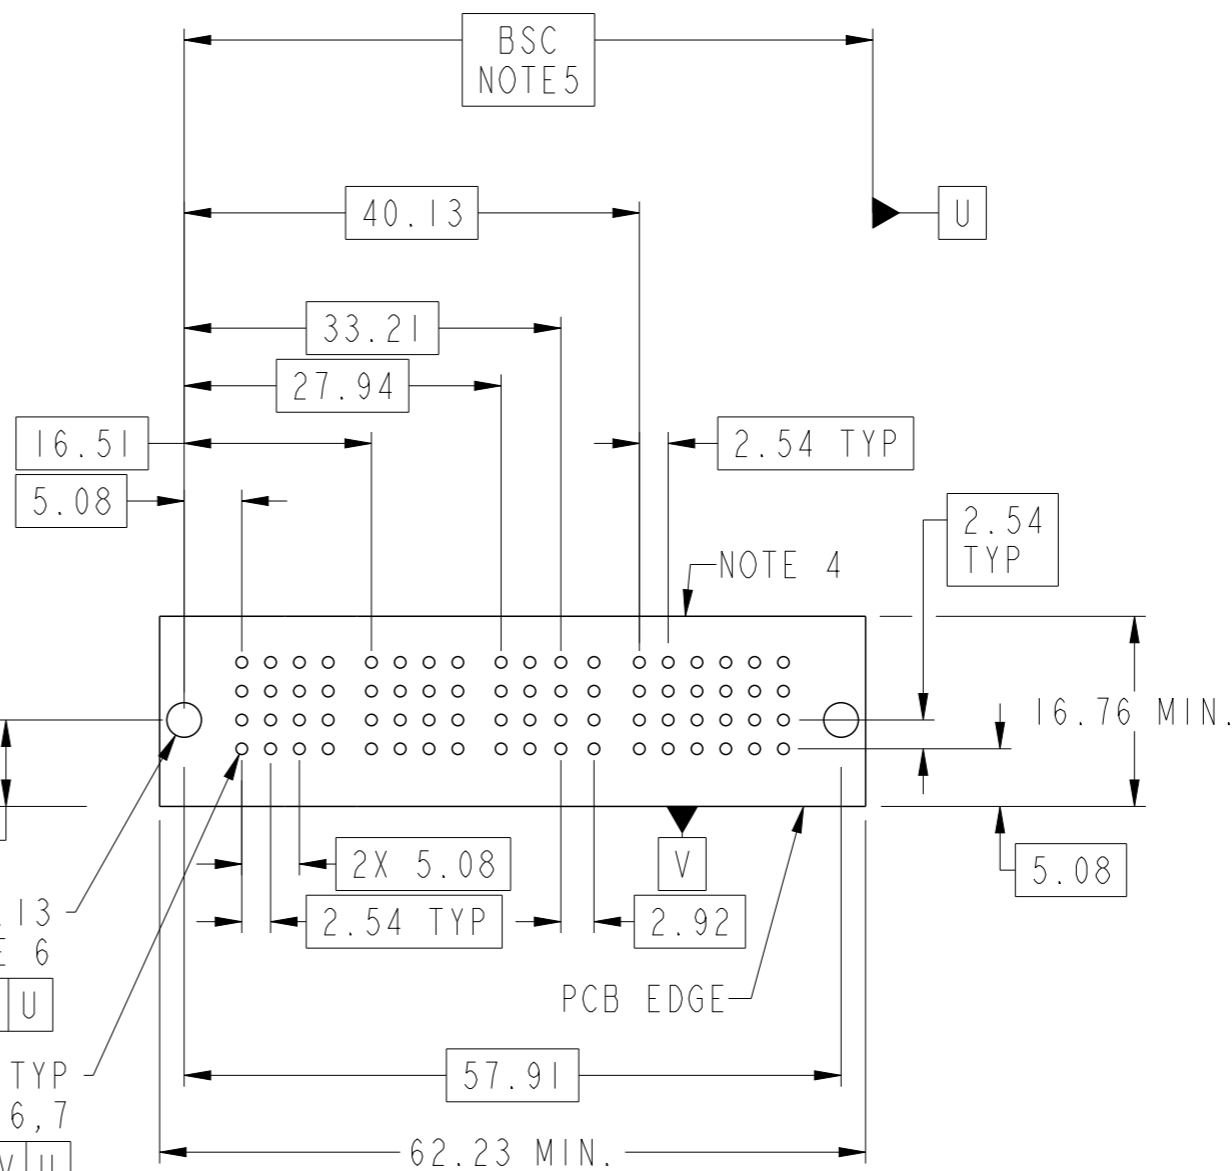 BSC
NOTE5
40.13
U
33.21
27.94
16.51
2.54 TYP
5.08
2.54
TYP
NOTE 4
16.76 MIN.
2X 5.08
V
5.08
.13
2.54 TYP
2.92
E 6
U
PCB EDGE
TYP
57.91
6,7
V U
62.23 MIN.